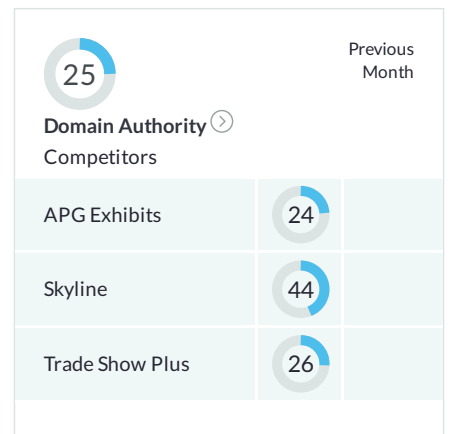 25
Previous
Month
Domain Authority
Competitors
APG Exhibits 24
Skyline 44
Trade Show Plus 26